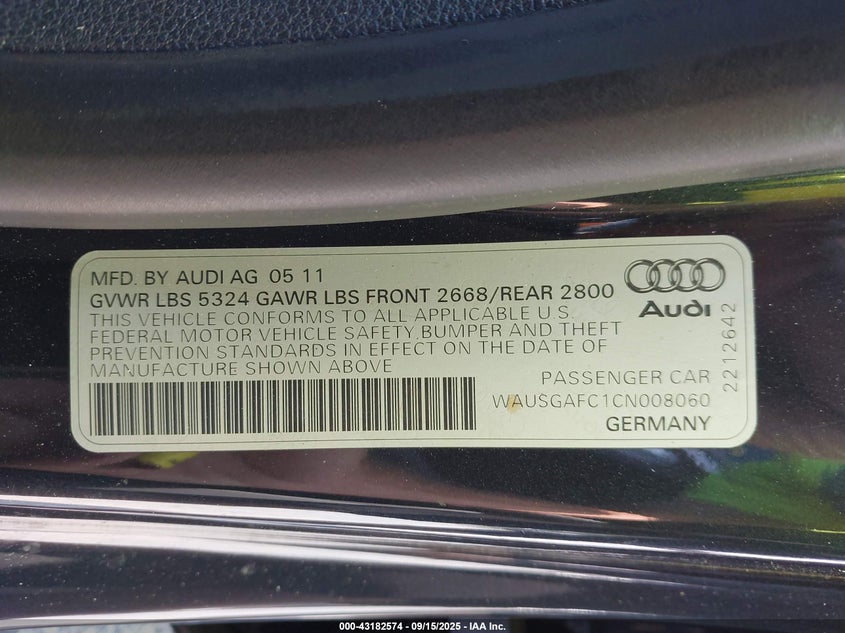 MFD. BY AUDI AG 05 11
GVWR LBS 5324 GAWR LBS FRONT 2668/REAR 2800
THIS VEHICLE CONFORMS TO ALL APPLICABLE U.S.
FEDERAL MOTOR VEHICLE SAFETY, BUMPER AND THEFT
PREVENTION STANDARDS IN EFFECT ON THE DATE OF
MANUFACTURE SHOWN ABOVE
Audi
2212642
PASSENGER CAR
WAUSGAFC1CN008060
GERMANY
000-43182574 - 09/15/2025 - IAA Inc.